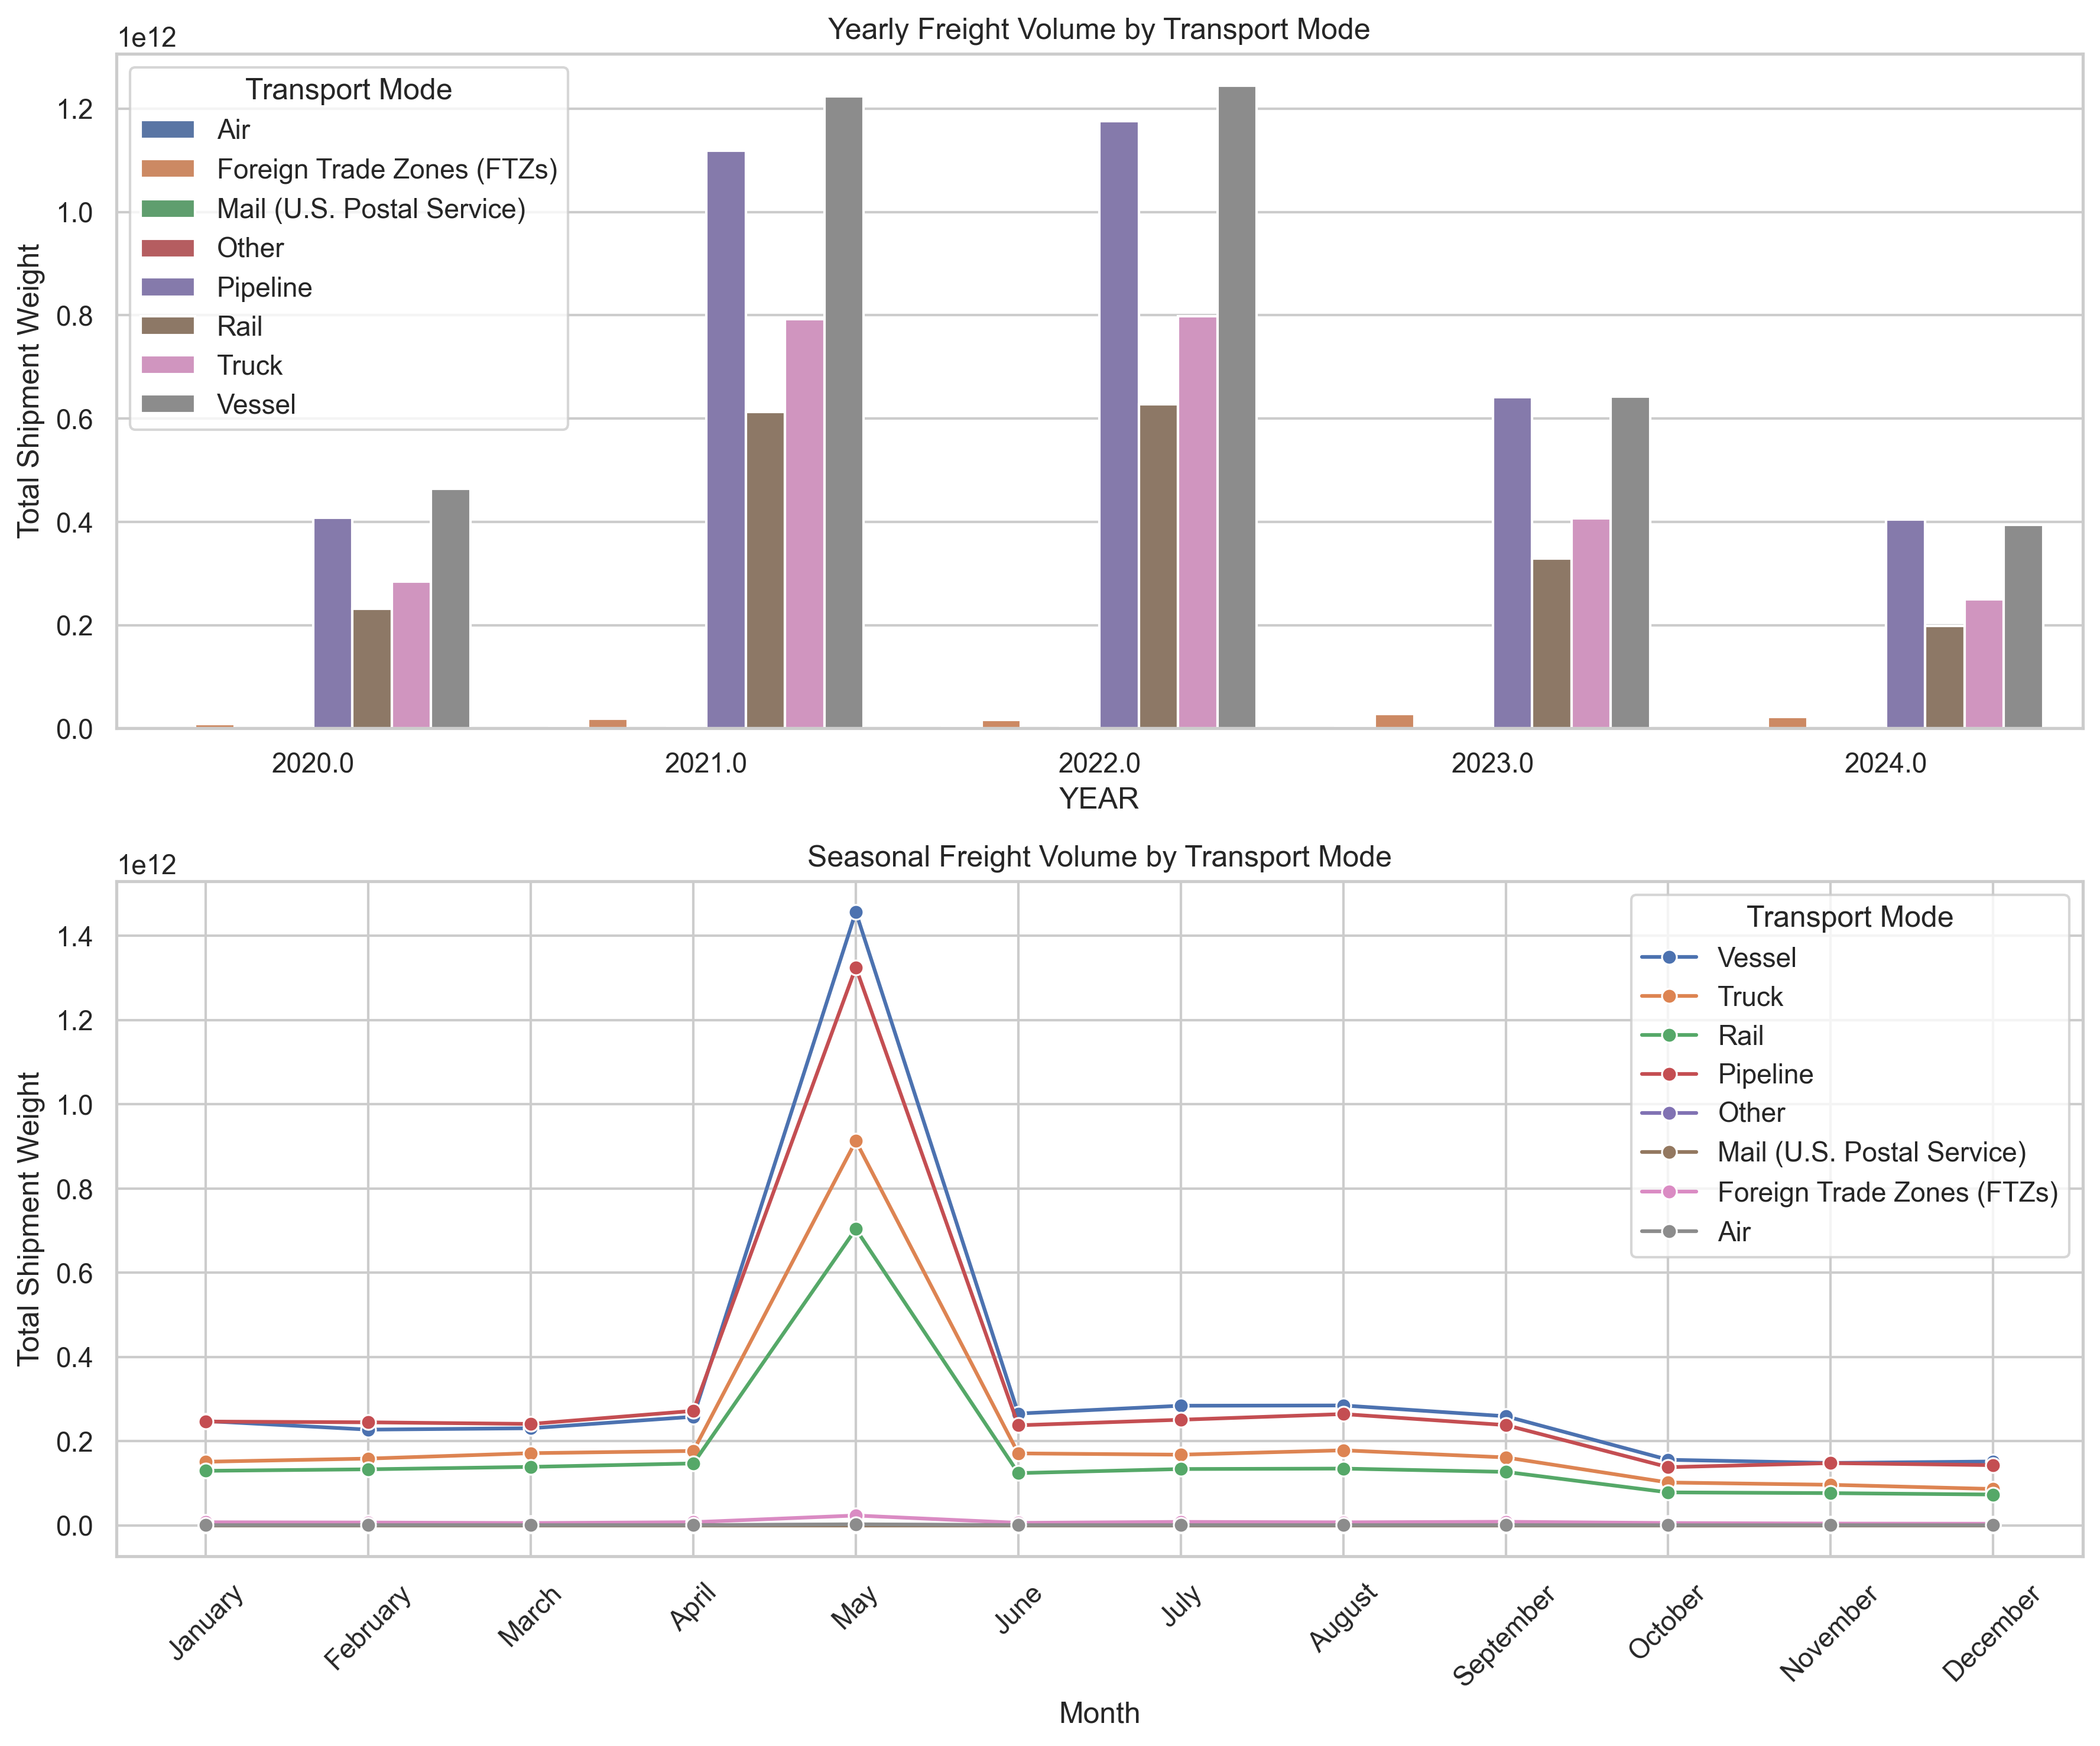 Yearly Freight Volume by Transport Mode
1e12
Transport Mode
Air
Foreign Trade Zones (FTZs)
Mail (U.S. Postal Service)
Other
Pipeline
Rail
Truck
Vessel
Total Shipment Weight
1.2
1.0
0.8
0.6
0.4
0.2
0.0
2020.0 2021.0 2022.0 2023.0 2024.0
YEAR
Seasonal Freight Volume by Transport Mode
1e12
Transport Mode
Vessel
Truck
Rail
Pipeline
Other
Mail (U.S. Postal Service)
Foreign Trade Zones (FTZs)
Air
Total Shipment Weight
1.4
1.2
1.0
0.8
0.6
0.4
0.2
0.0
January February March April May June July August September October November December
Month